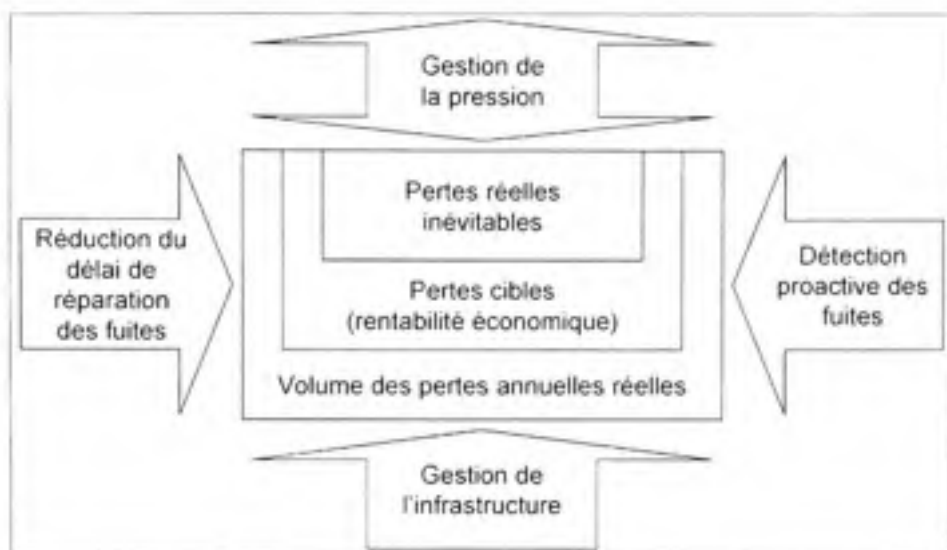 Gestion de
la pression
Pertes réelles
inévitables
Réduction du
délai de
réparation
des fuites
Pertes cibles
(rentabilité économique)
Détection
proactive des
fuites
Volume des pertes annuelles réelles
Gestion de
l'infrastructure